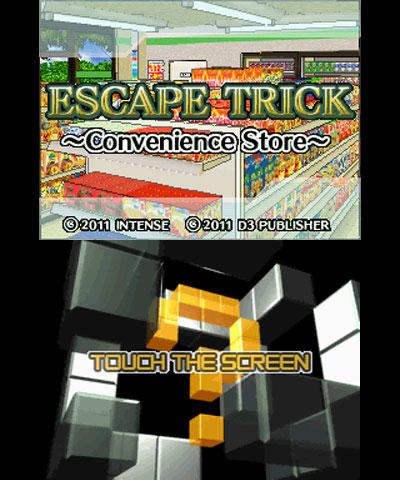 ESCAPE TRICK
~Convenience Store~
© 2011 INTENSE © 2011 D3 PUBLISHER
TOUCH THE SCREEN